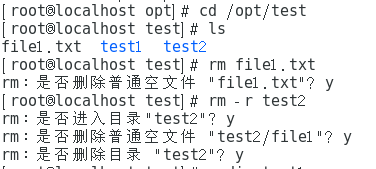 [root@localhost opt]# cd /opt/test
[root@localhost test]# ls
file1.txt  test1  test2
[root@localhost test]# rm file1.txt
rm：是否删除普通空文件 "file1.txt"？y
[root@localhost test]# rm -r test2
rm：是否进入目录"test2"? y
rm：是否删除普通空文件 "test2/file1"？y
rm：是否删除目录 "test2"？y